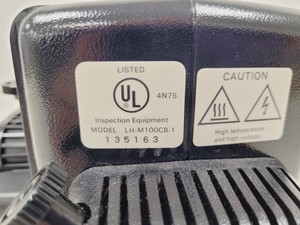 LISTED
UL
4N75
Inspection Equipment
MODEL LH-M100CB-1
135163
CAUTION
High temperature
and high voltage